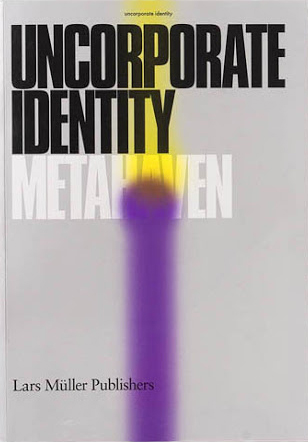 uncorporate identity
UNCORPORATE
IDENTITY
METAHAVEN
Lars Müller Publishers